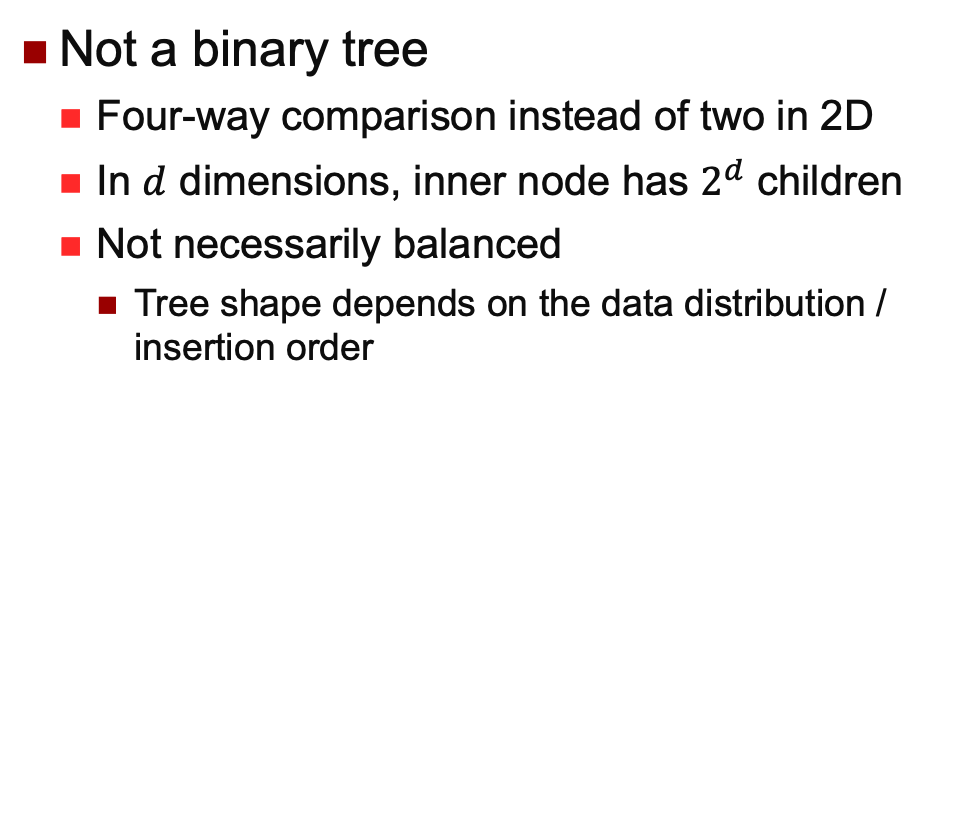 Not a binary tree
Four-way comparison instead of two in 2D
In 𝑑 dimensions, inner node has 2ᵈ children
Not necessarily balanced
Tree shape depends on the data distribution /
insertion order